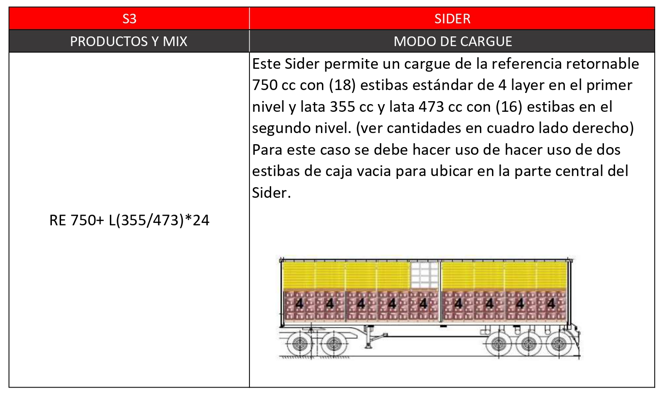 S3
SIDER
PRODUCTOS Y MIX
MODO DE CARGUE
Este Sider permite un cargue de la referencia retornable
750 cc con (18) estibas estándar de 4 layer en el primer
nivel y lata 355 cc y lata 473 cc con (16) estibas en el
segundo nivel. (ver cantidades en cuadro lado derecho)
Para este caso se debe hacer uso de hacer uso de dos
estibas de caja vacia para ubicar en la parte central del
Sider.
RE 750+ L(355/473)*24
4 4 4 4 4 4 4 4 4